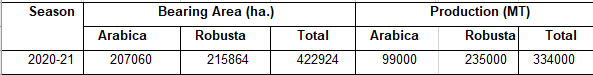 Season Bearing Area (ha.) Production (MT)
Arabica Robusta Total Arabica Robusta Total
2020-21 207060 215864 422924 99000 235000 334000